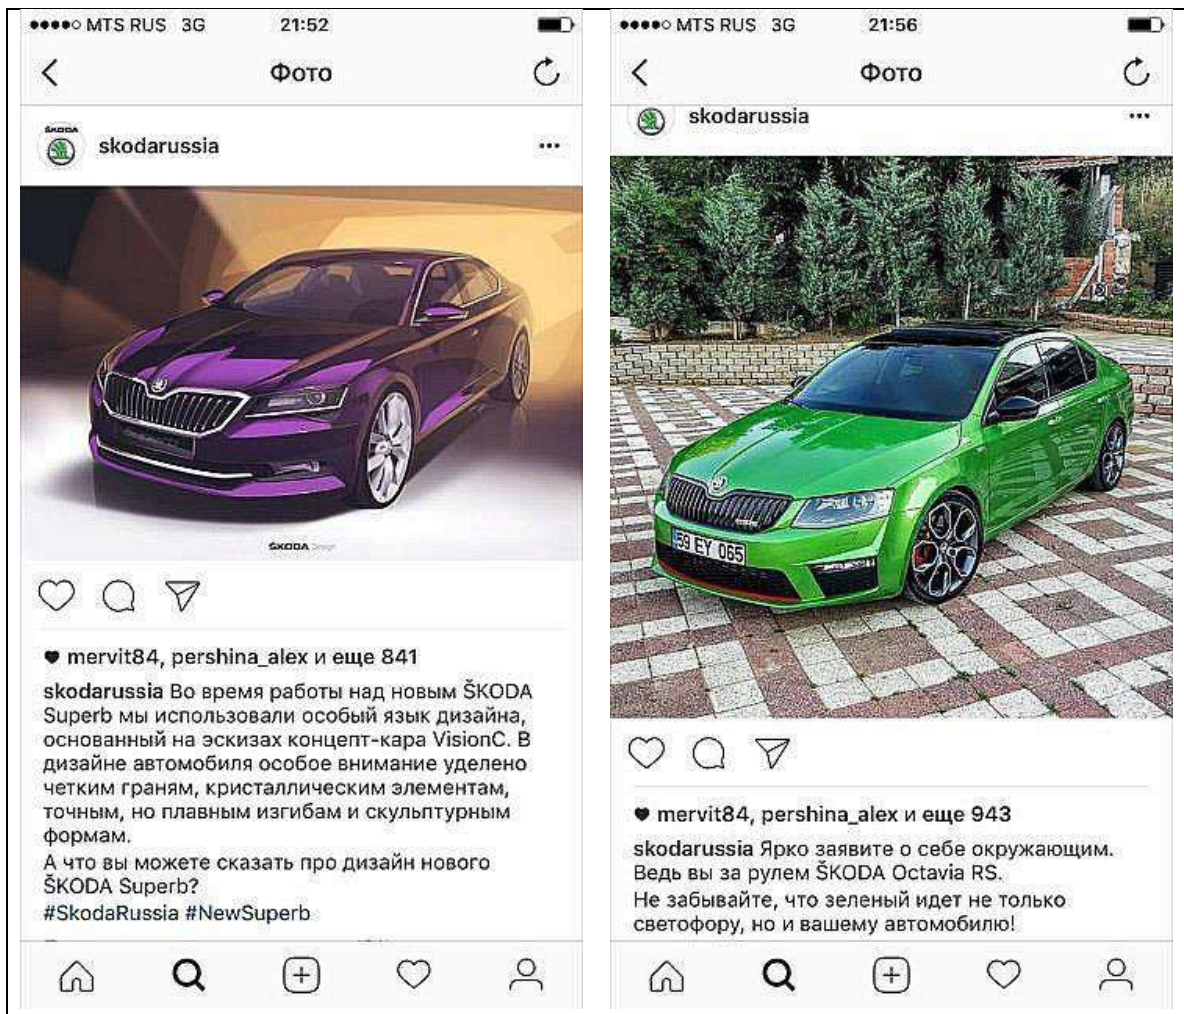 MTS RUS 3G 21:52
Фото
ŠKODA
skodarussia
ŠKODA Design
mervit84, pershina_alex и еще 841
skodarussia Во время работы над новым ŠKODA
Superb мы использовали особый язык дизайна,
основанный на эскизах концепт-кара VisionC. В
дизайне автомобиля особое внимание уделено
четким граням, кристаллическим элементам,
точным, но плавным изгибам и скульптурным
формам.
А что вы можете сказать про дизайн нового
ŠKODA Superb?
#SkodaRussia #NewSuperb
MTS RUS 3G 21:56
Фото
skodarussia
59 EY 065
mervit84, pershina_alex и еще 943
skodarussia Ярко заявите о себе окружающим.
Ведь вы за рулем ŠKODA Octavia RS.
Не забывайте, что зеленый идет не только
светофору, но и вашему автомобилю!